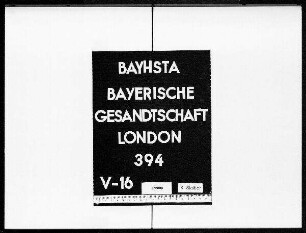 BAYHSTA
BAYERISCHE
GESANDTSCHAFT
LONDON
394
V-16